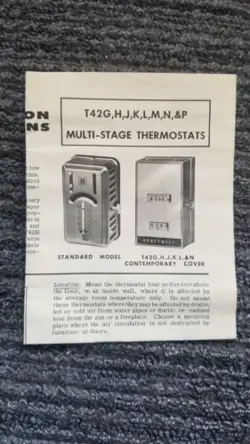 ON
NS
T42G,H,J,K,L,M,N,&P
MULTI-STAGE THERMOSTATS
HONEYWELL
STANDARD MODEL
T42G,H,J,K,L,&N
CONTEMPORARY COVER
Location: Mount the thermostat four or five feet above
the floor, on an inside wall, where it is affected by
the average room temperature only. Do not mount
these thermostats where they may be affected by drafts,
hot or cold air from water pipes or ducts; or radiant
heat from the sun or a fireplace. Choose a mounting
place where the air circulation is not obstructed by
furniture or doors.